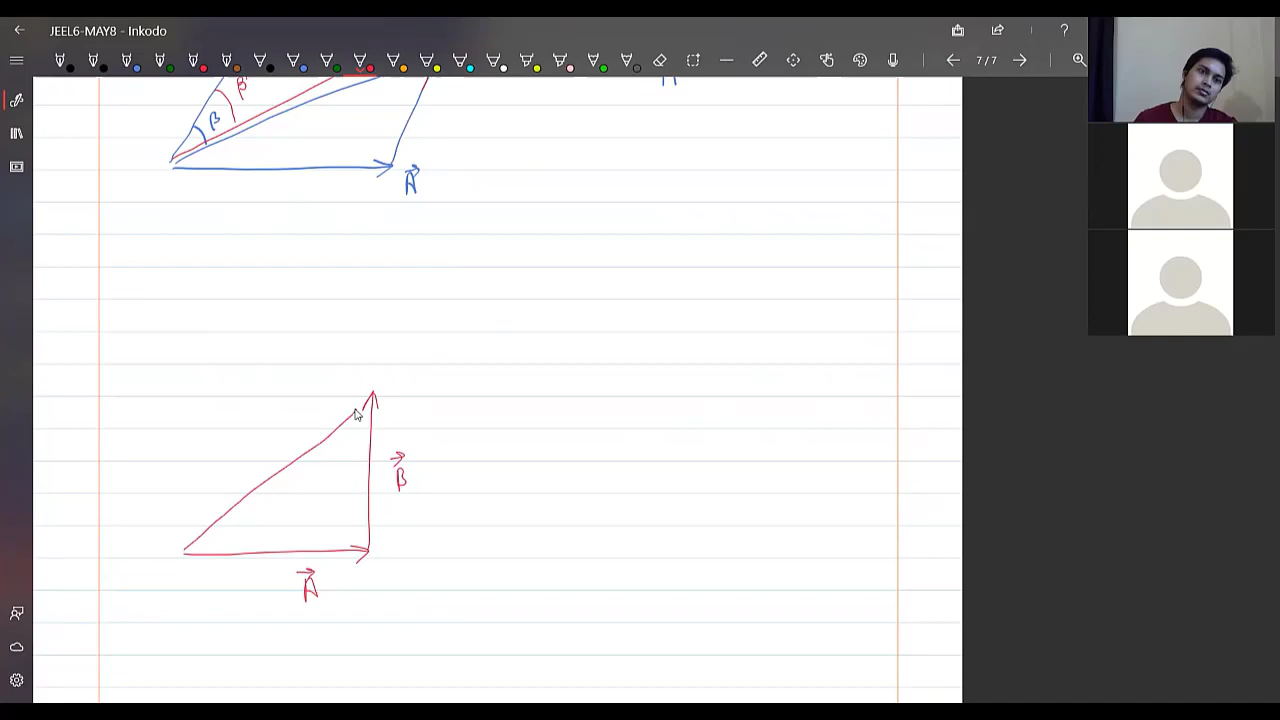 JEEL6-MAY8 - Inkodo
7/7
β'
β
A⃗
B⃗
A⃗